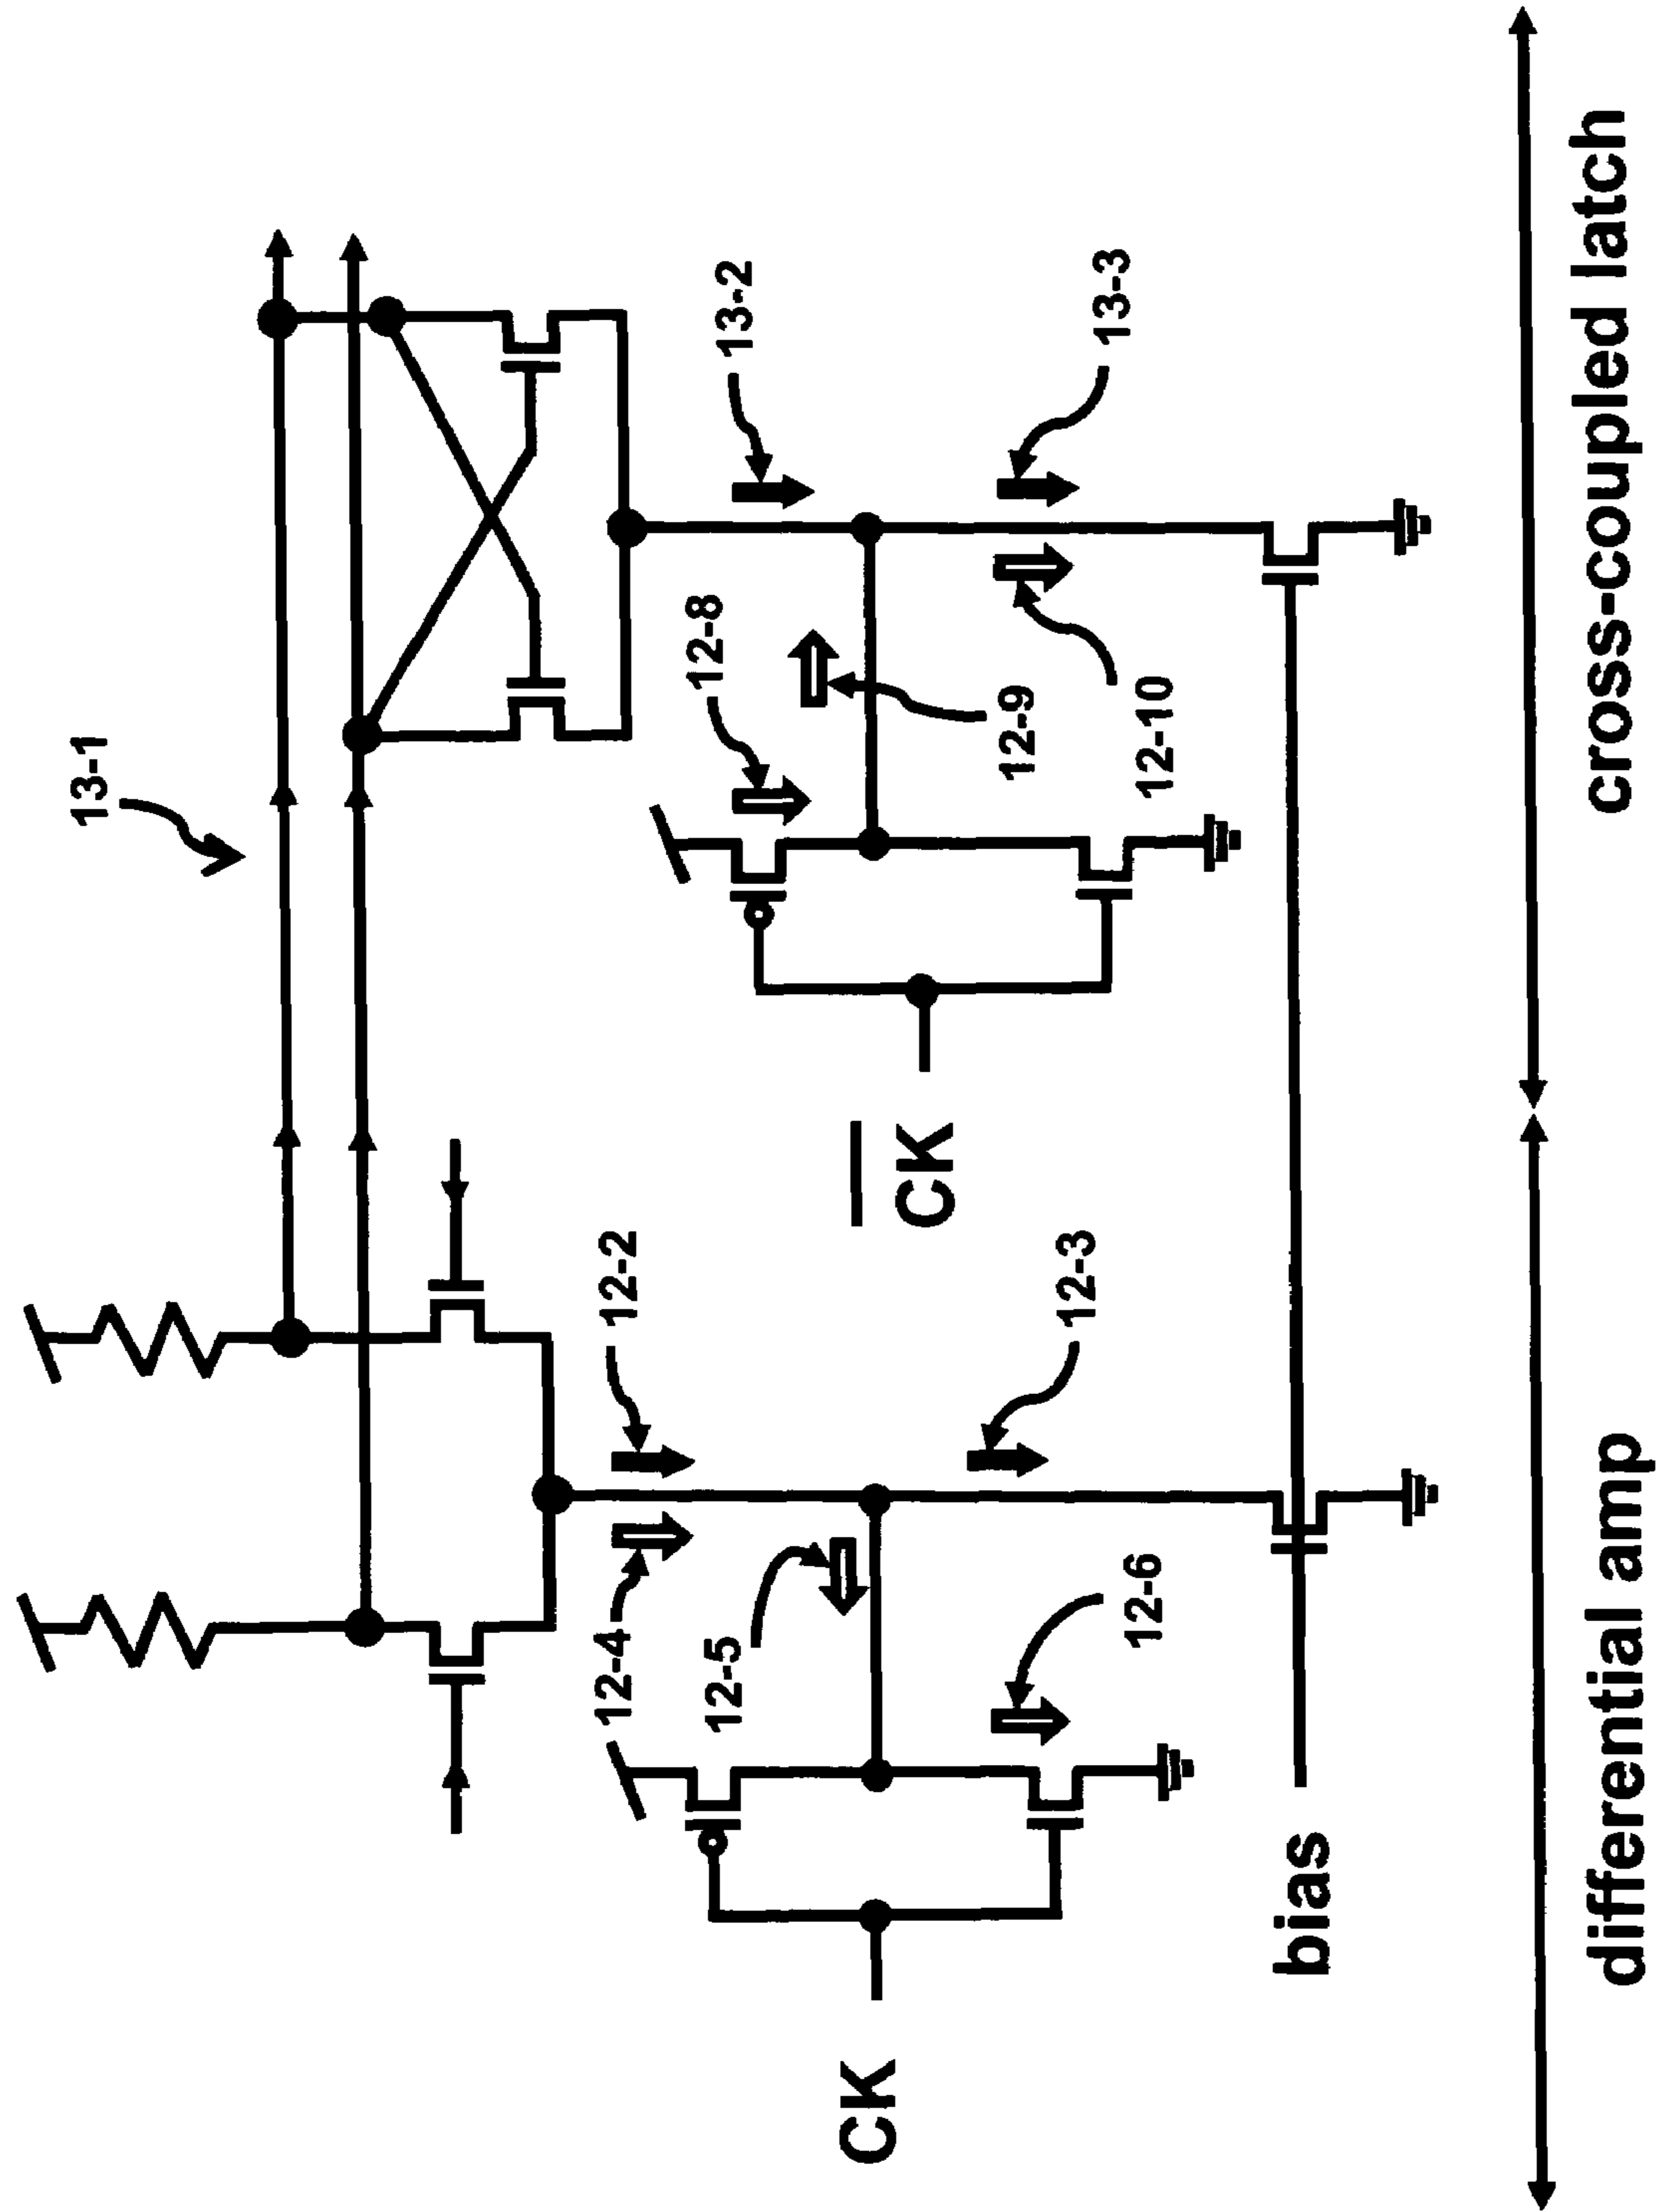 13-1
12-4
12-2
12-5
12-8
13-2
CK
C̅K̅
12-9
12-3
13-3
12-6
12-10
bias
differential amp
cross-coupled latch